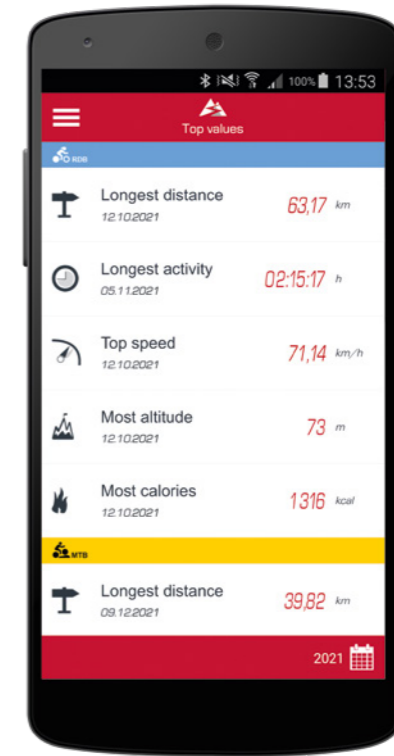 100% 13:53
Top values
RDB
Longest distance
12.10.2021
63,17 km
Longest activity
05.11.2021
02:15:17 h
Top speed
12.10.2021
71,14 km/h
Most altitude
12.10.2021
73 m
Most calories
12.10.2021
1316 kcal
MTB
Longest distance
09.12.2021
39,82 km
2021